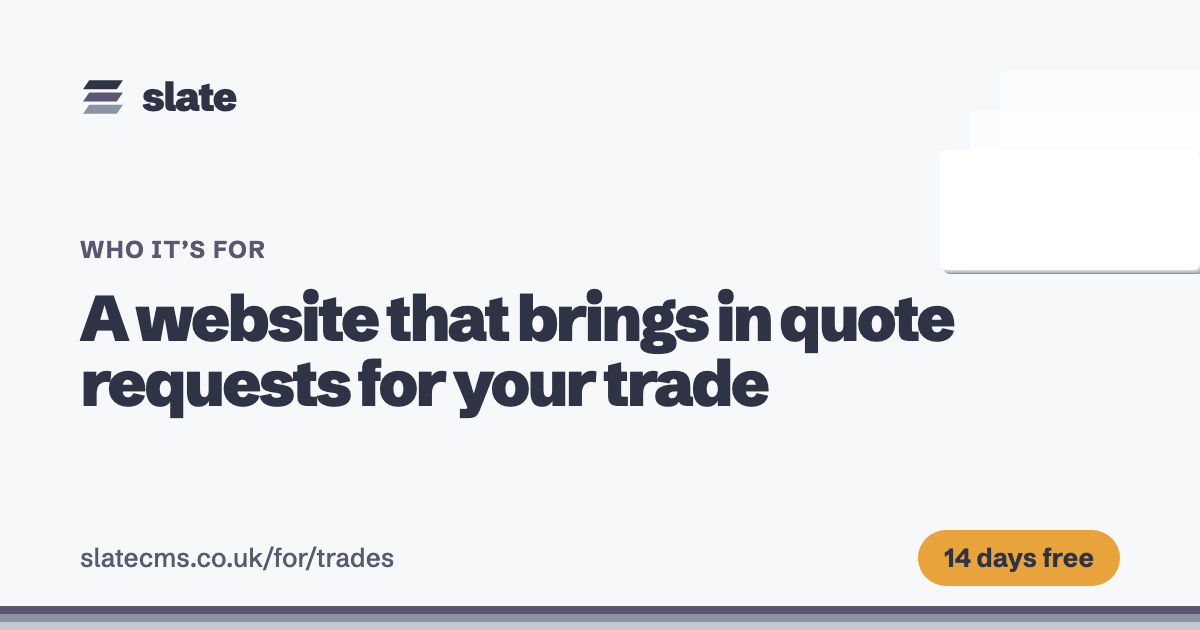 slate
WHO IT’S FOR
A website that brings in quote
requests for your trade
slatecms.co.uk/for/trades
14 days free